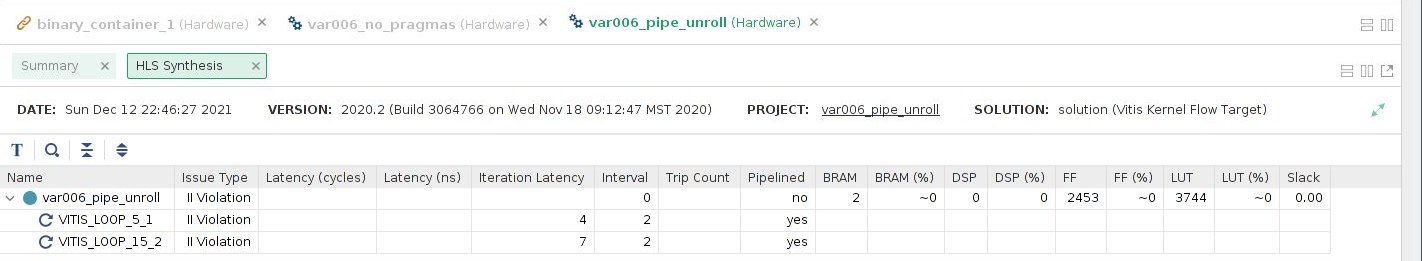 binary_container_1 (Hardware) × var006_no_pragmas (Hardware) × var006_pipe_unroll (Hardware) ×
Summary × HLS Synthesis ×
DATE: Sun Dec 12 22:46:27 2021 VERSION: 2020.2 (Build 3064766 on Wed Nov 18 09:12:47 MST 2020) PROJECT: var006_pipe_unroll SOLUTION: solution (Vitis Kernel Flow Target)
T
Name Issue Type Latency (cycles) Latency (ns) Iteration Latency Interval Trip Count Pipelined BRAM BRAM (%) DSP DSP (%) FF FF (%) LUT LUT (%) Slack
var006_pipe_unroll II Violation 0 no 2 ~0 0 0 2453 ~0 3744 ~0 0.00
VITIS_LOOP_5_1 II Violation 4 2 yes
VITIS_LOOP_15_2 II Violation 7 2 yes